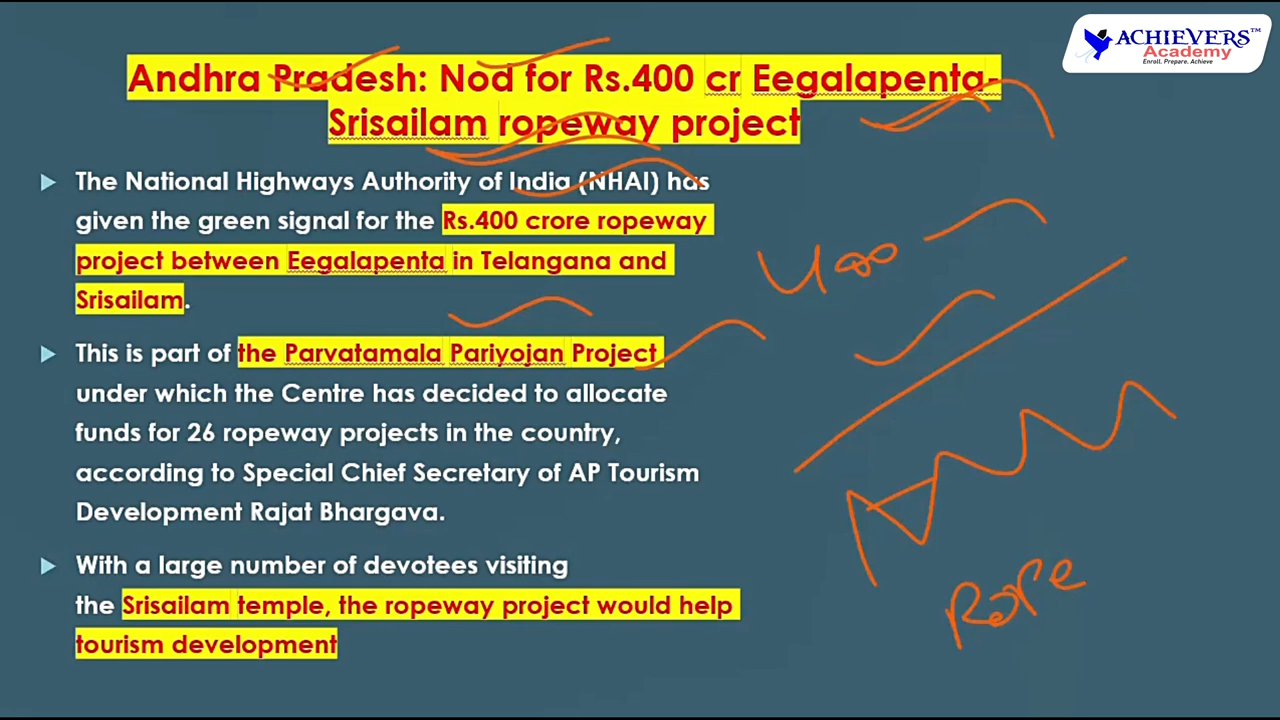 ACHIEVERS™
Academy
Enroll. Prepare. Achieve
Andhra Pradesh: Nod for Rs.400 cr Eegalapenta-
Srisailam ropeway project
The National Highways Authority of India (NHAI) has
given the green signal for the Rs.400 crore ropeway
project between Eegalapenta in Telangana and
Srisailam.
This is part of the Parvatamala Pariyojan Project
under which the Centre has decided to allocate
funds for 26 ropeway projects in the country,
according to Special Chief Secretary of AP Tourism
Development Rajat Bhargava.
With a large number of devotees visiting
the Srisailam temple, the ropeway project would help
tourism development
400
Rope